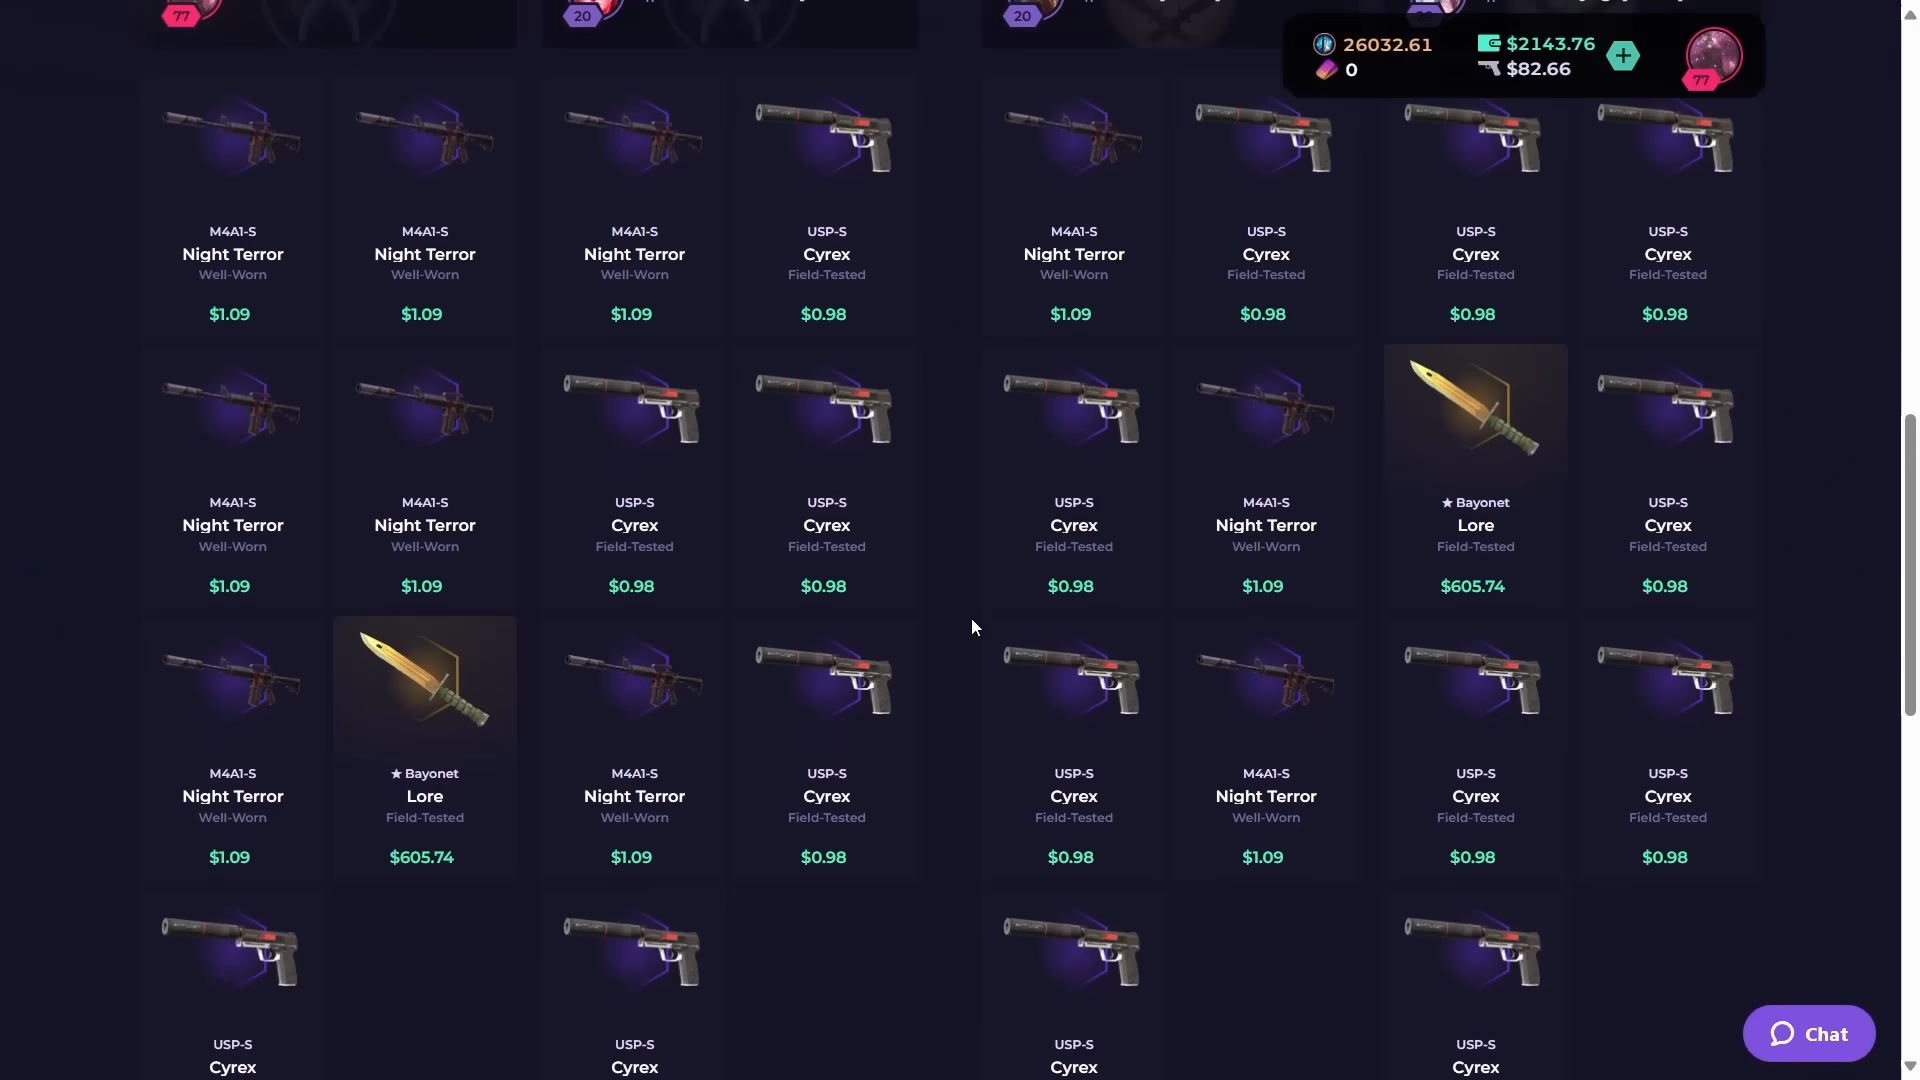 77
20
20
26032.61
$2143.76
0
$82.66
77
M4A1-S
Night Terror
Well-Worn
$1.09
M4A1-S
Night Terror
Well-Worn
$1.09
M4A1-S
Night Terror
Well-Worn
$1.09
USP-S
Cyrex
Field-Tested
$0.98
M4A1-S
Night Terror
Well-Worn
$1.09
USP-S
Cyrex
Field-Tested
$0.98
USP-S
Cyrex
Field-Tested
$0.98
USP-S
Cyrex
Field-Tested
$0.98
M4A1-S
Night Terror
Well-Worn
$1.09
M4A1-S
Night Terror
Well-Worn
$1.09
USP-S
Cyrex
Field-Tested
$0.98
USP-S
Cyrex
Field-Tested
$0.98
USP-S
Cyrex
Field-Tested
$0.98
M4A1-S
Night Terror
Well-Worn
$1.09
★ Bayonet
Lore
Field-Tested
$605.74
USP-S
Cyrex
Field-Tested
$0.98
M4A1-S
Night Terror
Well-Worn
$1.09
★ Bayonet
Lore
Field-Tested
$605.74
M4A1-S
Night Terror
Well-Worn
$1.09
USP-S
Cyrex
Field-Tested
$0.98
USP-S
Cyrex
Field-Tested
$0.98
M4A1-S
Night Terror
Well-Worn
$1.09
USP-S
Cyrex
Field-Tested
$0.98
USP-S
Cyrex
Field-Tested
$0.98
USP-S
Cyrex
USP-S
Cyrex
USP-S
Cyrex
USP-S
Cyrex
Chat